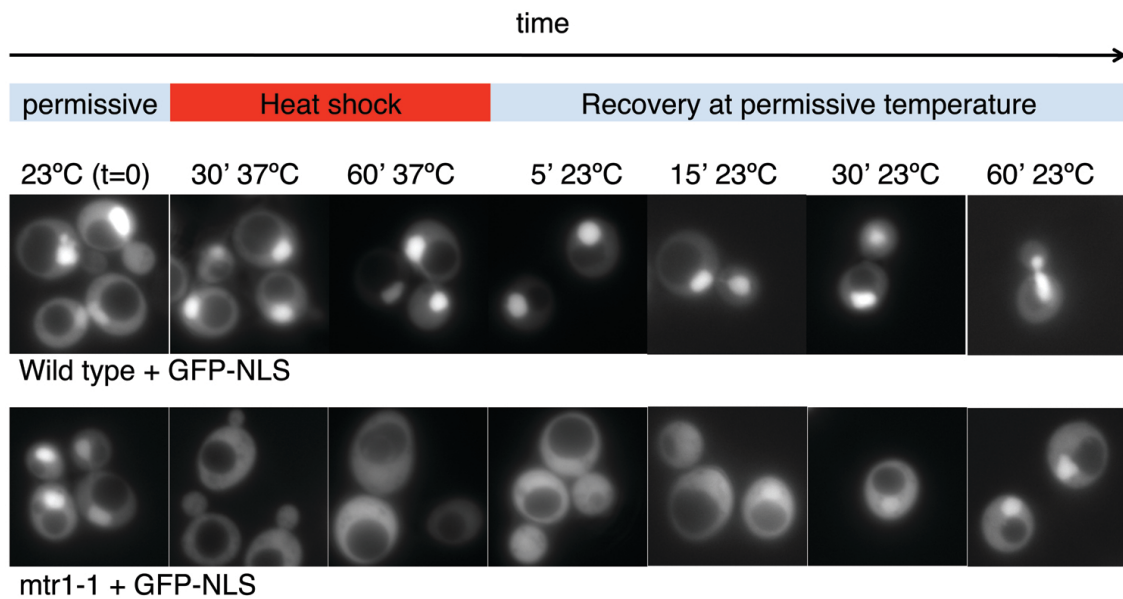 time
permissive Heat shock Recovery at permissive temperature
23ºC (t=0) 30’ 37ºC 60’ 37ºC 5’ 23ºC 15’ 23ºC 30’ 23ºC 60’ 23ºC
Wild type + GFP-NLS
mtr1-1 + GFP-NLS